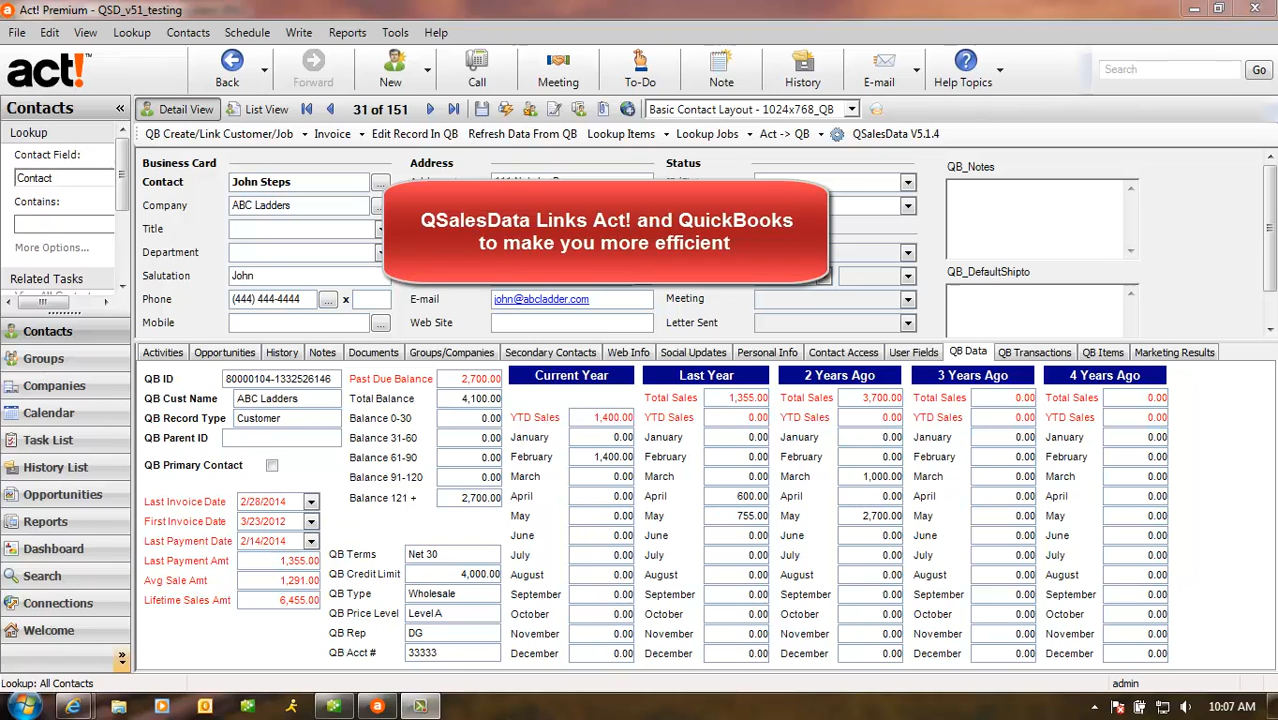 Act! Premium - QSD_v51_testing
File Edit View Lookup Contacts Schedule Write Reports Tools Help
act! Back Forward New Call Meeting To-Do Note History E-mail Help Topics Search Go
Contacts «
Detail View List View 31 of 151 Basic Contact Layout - 1024x768_QB
QB Create/Link Customer/Job Invoice Edit Record In QB Refresh Data From QB Lookup Items Lookup Jobs Act -> QB QSalesData V5.1.4
Lookup
Contact Field:
Contact
Contains:
More Options...
Related Tasks
Contacts
Groups
Companies
Calendar
Task List
History List
Opportunities
Reports
Dashboard
Search
Connections
Welcome
Business Card
Contact John Steps ...
Company ABC Ladders
Title
Department
Salutation John
Phone (444) 444-4444 ... x
Mobile ...
Address
E-mail john@abcladder.com
Web Site
Status
Meeting
Letter Sent
QB_Notes
QB_DefaultShipto
QSalesData Links Act! and QuickBooks
to make you more efficient
Activities Opportunities History Notes Documents Groups/Companies Secondary Contacts Web Info Social Updates Personal Info Contact Access User Fields QB Data QB Transactions QB Items Marketing Results
QB ID 80000104-1332526146
QB Cust Name ABC Ladders
QB Record Type Customer
QB Parent ID
QB Primary Contact
Last Invoice Date 2/28/2014
First Invoice Date 3/23/2012
Last Payment Date 2/14/2014
Last Payment Amt 1,355.00
Avg Sale Amt 1,291.00
Lifetime Sales Amt 6,455.00
Past Due Balance 2,700.00
Total Balance 4,100.00
Balance 0-30 0.00
Balance 31-60 0.00
Balance 61-90 0.00
Balance 91-120 0.00
Balance 121 + 2,700.00
QB Terms Net 30
QB Credit Limit 4,000.00
QB Type Wholesale
QB Price Level Level A
QB Rep DG
QB Acct # 33333
Current Year
YTD Sales 1,400.00
January 0.00
February 1,400.00
March 0.00
April 0.00
May 0.00
June 0.00
July 0.00
August 0.00
September 0.00
October 0.00
November 0.00
December 0.00
Last Year
Total Sales 1,355.00
YTD Sales 0.00
January 0.00
February 0.00
March 0.00
April 600.00
May 755.00
June 0.00
July 0.00
August 0.00
September 0.00
October 0.00
November 0.00
December 0.00
2 Years Ago
Total Sales 3,700.00
YTD Sales 0.00
January 0.00
February 0.00
March 1,000.00
April 0.00
May 2,700.00
June 0.00
July 0.00
August 0.00
September 0.00
October 0.00
November 0.00
December 0.00
3 Years Ago
Total Sales 0.00
YTD Sales 0.00
January 0.00
February 0.00
March 0.00
April 0.00
May 0.00
June 0.00
July 0.00
August 0.00
September 0.00
October 0.00
November 0.00
December 0.00
4 Years Ago
Total Sales 0.00
YTD Sales 0.00
January 0.00
February 0.00
March 0.00
April 0.00
May 0.00
June 0.00
July 0.00
August 0.00
September 0.00
October 0.00
November 0.00
December 0.00
Lookup: All Contacts admin
10:07 AM